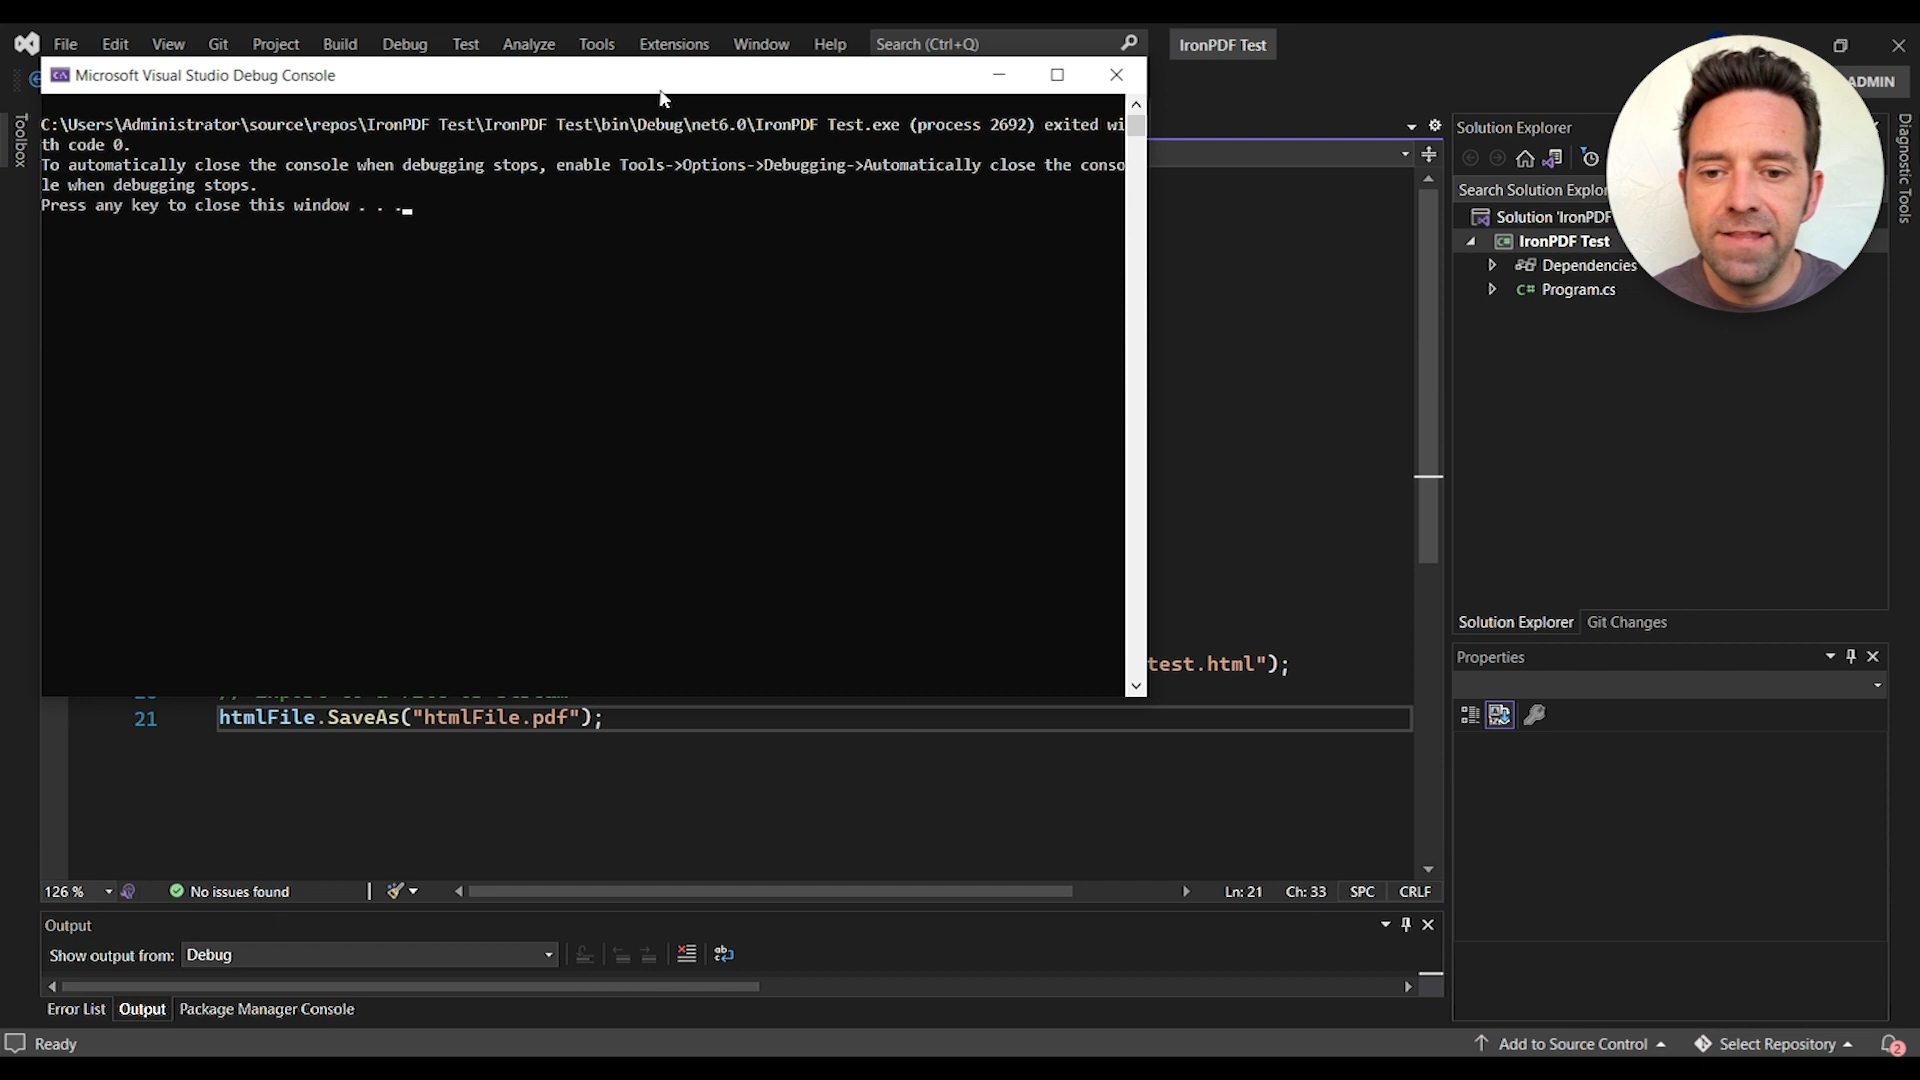 File Edit View Git Project Build Debug Test Analyze Tools Extensions Window Help Search (Ctrl+Q) IronPDF Test
ADMIN
Microsoft Visual Studio Debug Console
C:\Users\Administrator\source\repos\IronPDF Test\IronPDF Test\bin\Debug\net6.0\IronPDF Test.exe (process 2692) exited wi
th code 0.
To automatically close the console when debugging stops, enable Tools->Options->Debugging->Automatically close the conso
le when debugging stops.
Press any key to close this window . . .
Toolbox
test.html");
21 htmlFile.SaveAs("htmlFile.pdf");
126 % No issues found Ln: 21 Ch: 33 SPC CRLF
Output
Show output from: Debug
Error List Output Package Manager Console
Solution Explorer
Search Solution Explor
Solution 'IronPDF
IronPDF Test
Dependencies
C# Program.cs
Solution Explorer Git Changes
Properties
Diagnostic Tools
Ready Add to Source Control Select Repository 2